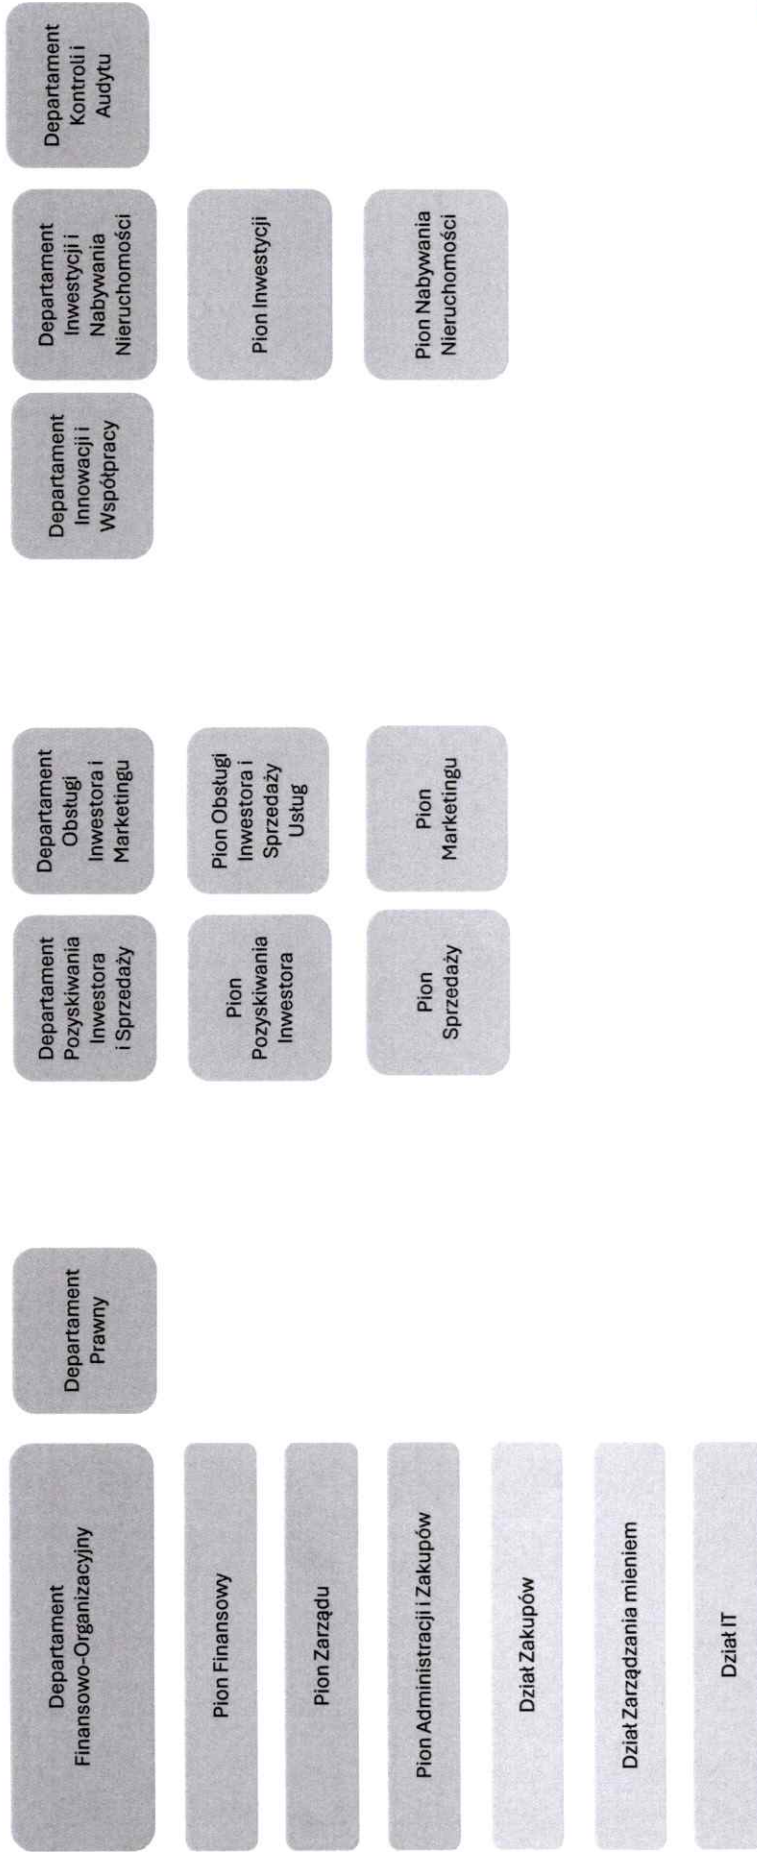 Departament
Finansowo-Organizacyjny
Pion Finansowy
Pion Zarządu
Pion Administracji i Zakupów
Dział Zakupów
Dział Zarządzania mieniem
Dział IT
Departament
Prawny
Departament
Pozyskiwania
Inwestora
i Sprzedaży
Pion
Pozyskiwania
Inwestora
Pion
Sprzedaży
Departament
Obsługi
Inwestora i
Marketingu
Pion Obsługi
Inwestora i
Sprzedaży
Usług
Pion
Marketingu
Departament
Innowacji i
Współpracy
Departament
Inwestycji i
Nabywania
Nieruchomości
Pion Inwestycji
Pion Nabywania
Nieruchomości
Departament
Kontroli i
Audytu